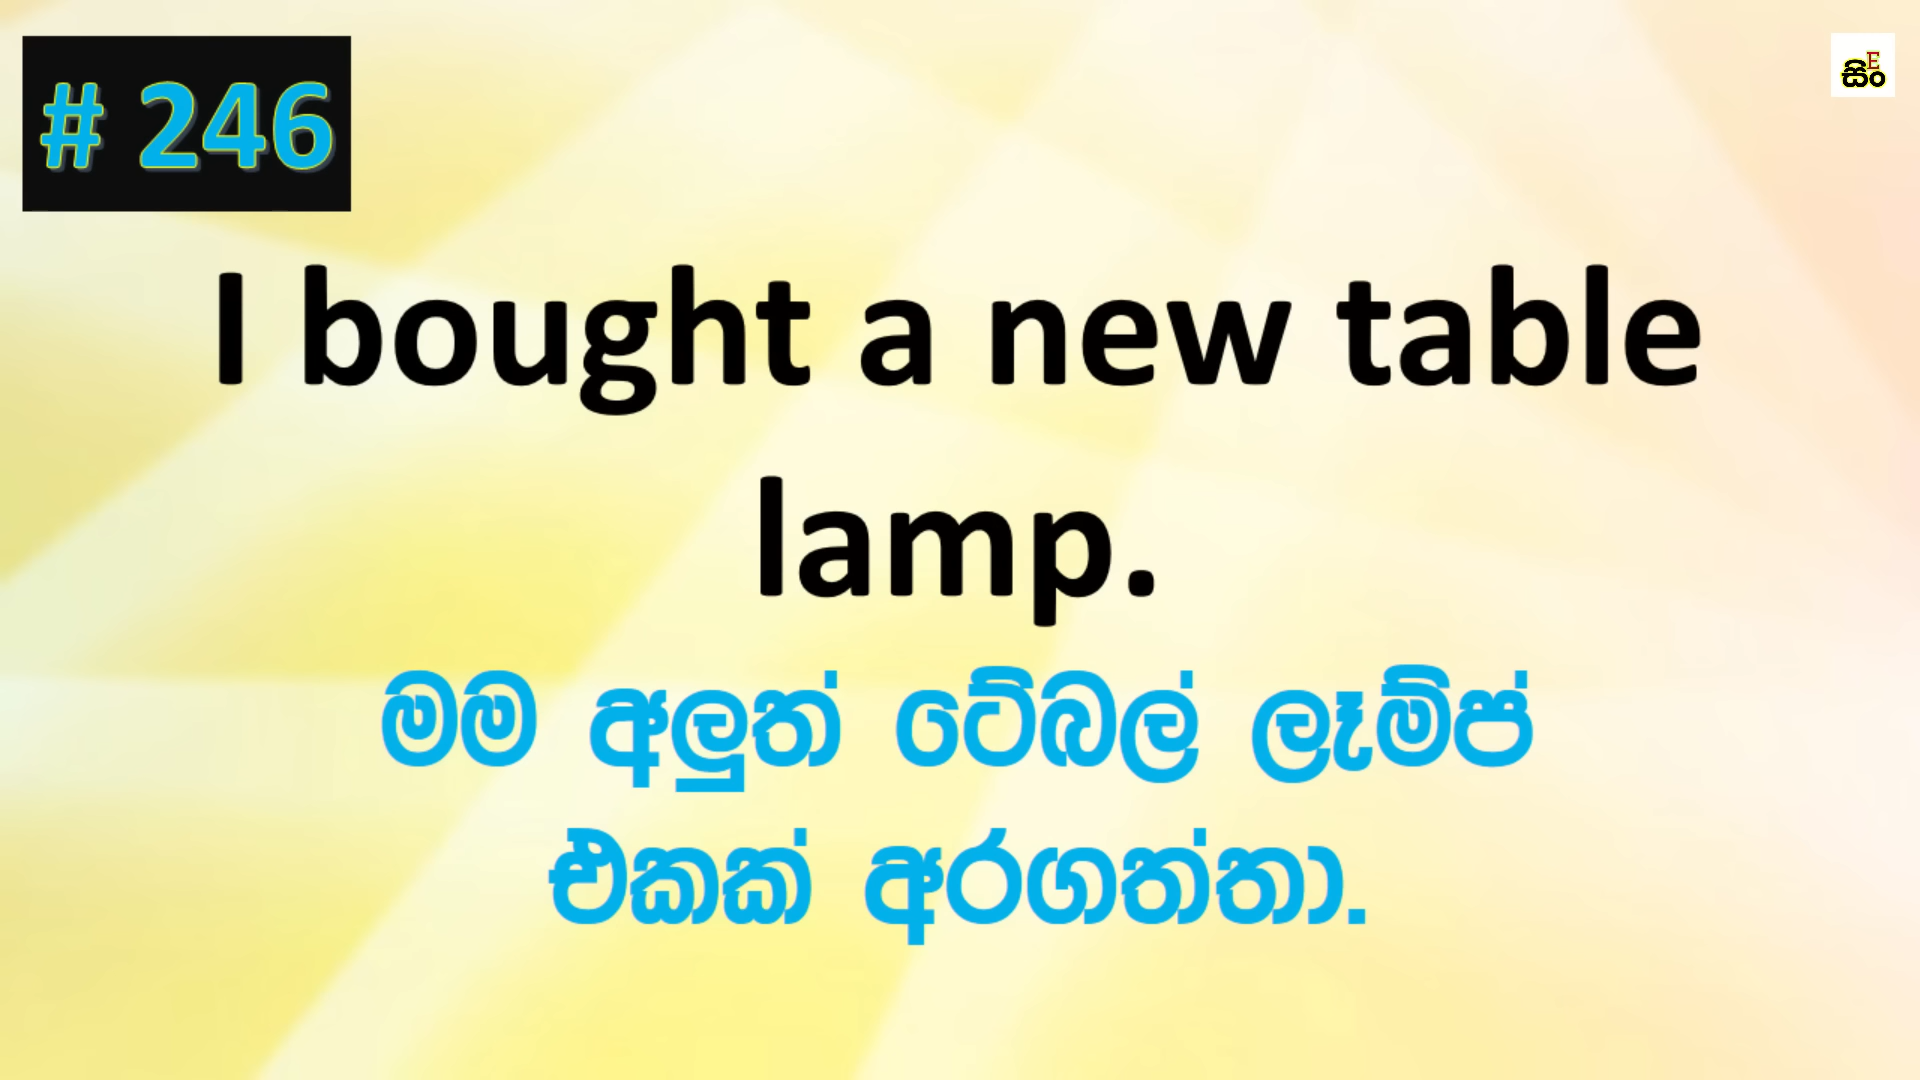 # 246
සිං
E
I bought a new table
lamp.
මම අලුත් ටේබල් ලෑම්ප්
එකක් අරගත්තා.